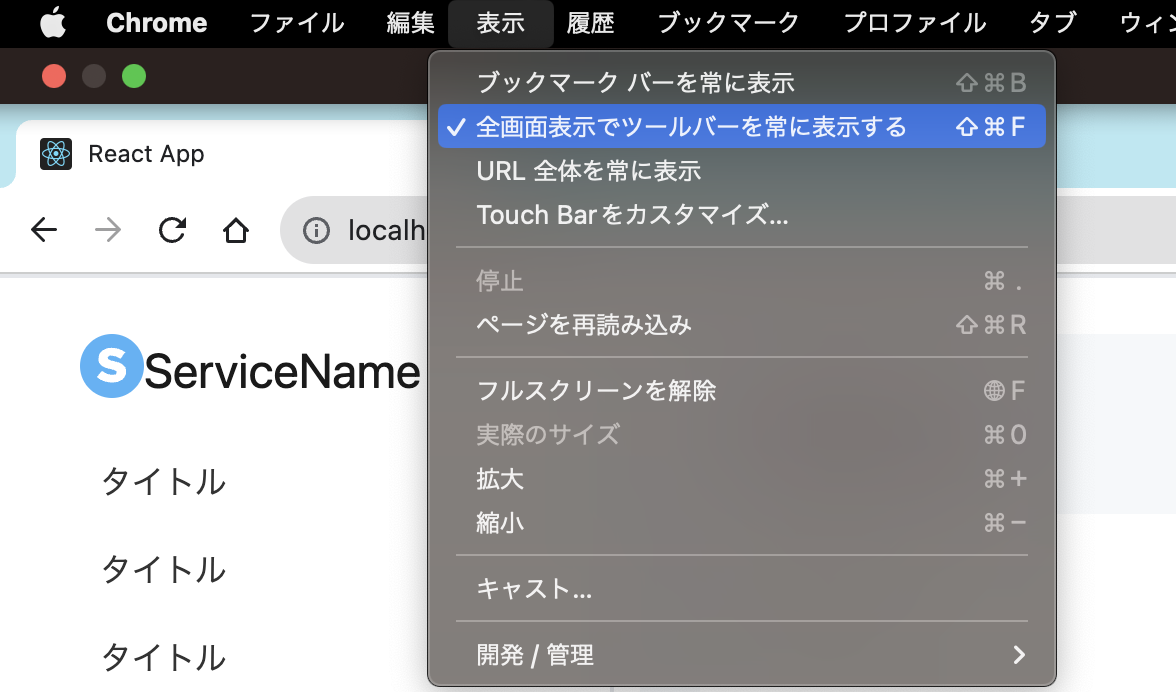 Chrome ファイル 編集 表示 履歴 ブックマーク プロファイル タブ ウィン
ブックマーク バーを常に表示 ⇧⌘B
✓ 全画面表示でツールバーを常に表示する ⇧⌘F
URL 全体を常に表示
Touch Barをカスタマイズ...
停止 ⌘.
ページを再読み込み ⇧⌘R
フルスクリーンを解除 🌐F
実際のサイズ ⌘0
拡大 ⌘+
縮小 ⌘−
キャスト...
開発 / 管理
React App
localh
S ServiceName
タイトル
タイトル
タイトル